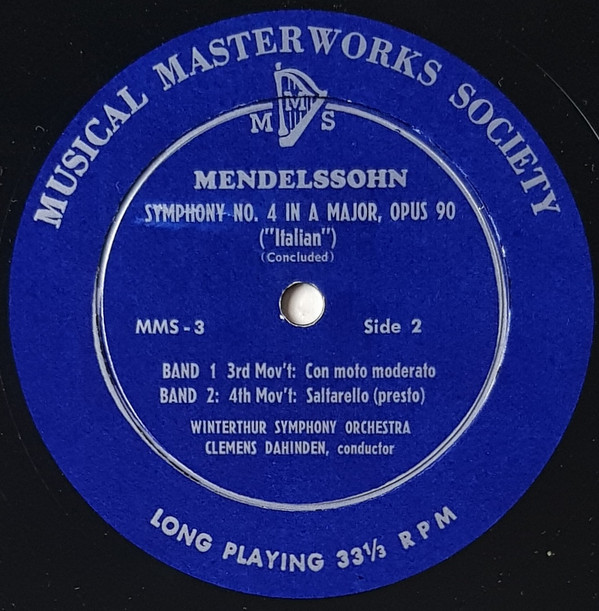 MUSICAL MASTERWORKS SOCIETY
M M S
MENDELSSOHN
SYMPHONY NO. 4 IN A MAJOR, OPUS 90
("Italian")
(Concluded)
MMS - 3 Side 2
BAND 1 3rd Mov't: Con moto moderato
BAND 2: 4th Mov't: Saltarello (presto)
WINTERTHUR SYMPHONY ORCHESTRA
CLEMENS DAHINDEN, conductor
LONG PLAYING 33⅓ RPM